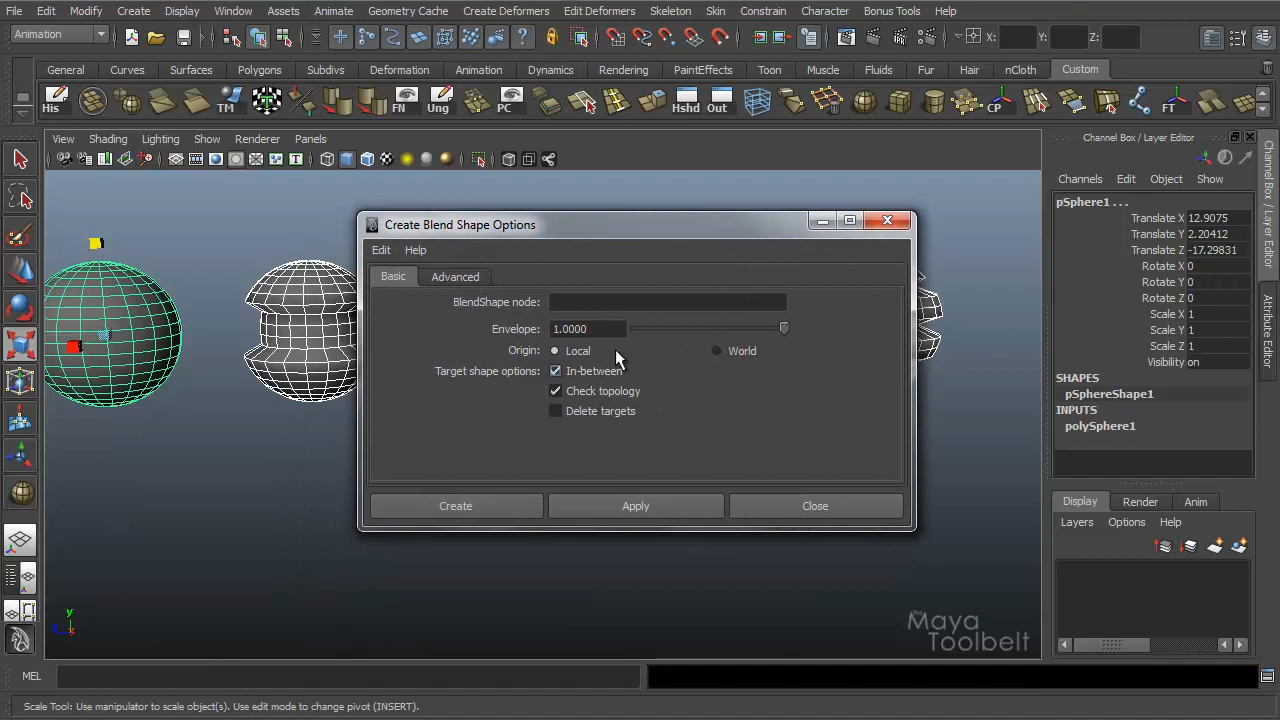 File Edit Modify Create Display Window Assets Animate Geometry Cache Create Deformers Edit Deformers Skeleton Skin Constrain Character Bonus Tools Help
Animation X: Y: Z:
General Curves Surfaces Polygons Subdivs Deformation Animation Dynamics Rendering PaintEffects Toon Muscle Fluids Fur Hair nCloth Custom
His TM FN Ung PC Hshd Out CP FT
View Shading Lighting Show Renderer Panels
Channel Box / Layer Editor
Channels Edit Object Show
pSphere1 ...
Translate X 12.9075
Translate Y 2.20412
Translate Z -17.29831
Rotate X 0
Rotate Y 0
Rotate Z 0
Scale X 1
Scale Y 1
Scale Z 1
Visibility on
SHAPES
pSphereShape1
INPUTS
polySphere1
Channel Box / Layer Editor
Attribute Editor
Create Blend Shape Options
Edit Help
Basic Advanced
BlendShape node:
Envelope: 1.0000
Origin: Local World
Target shape options: In-between
Check topology
Delete targets
Create Apply Close
Display Render Anim
Layers Options Help
y
the
Maya
Toolbelt
MEL
Scale Tool: Use manipulator to scale object(s). Use edit mode to change pivot (INSERT).